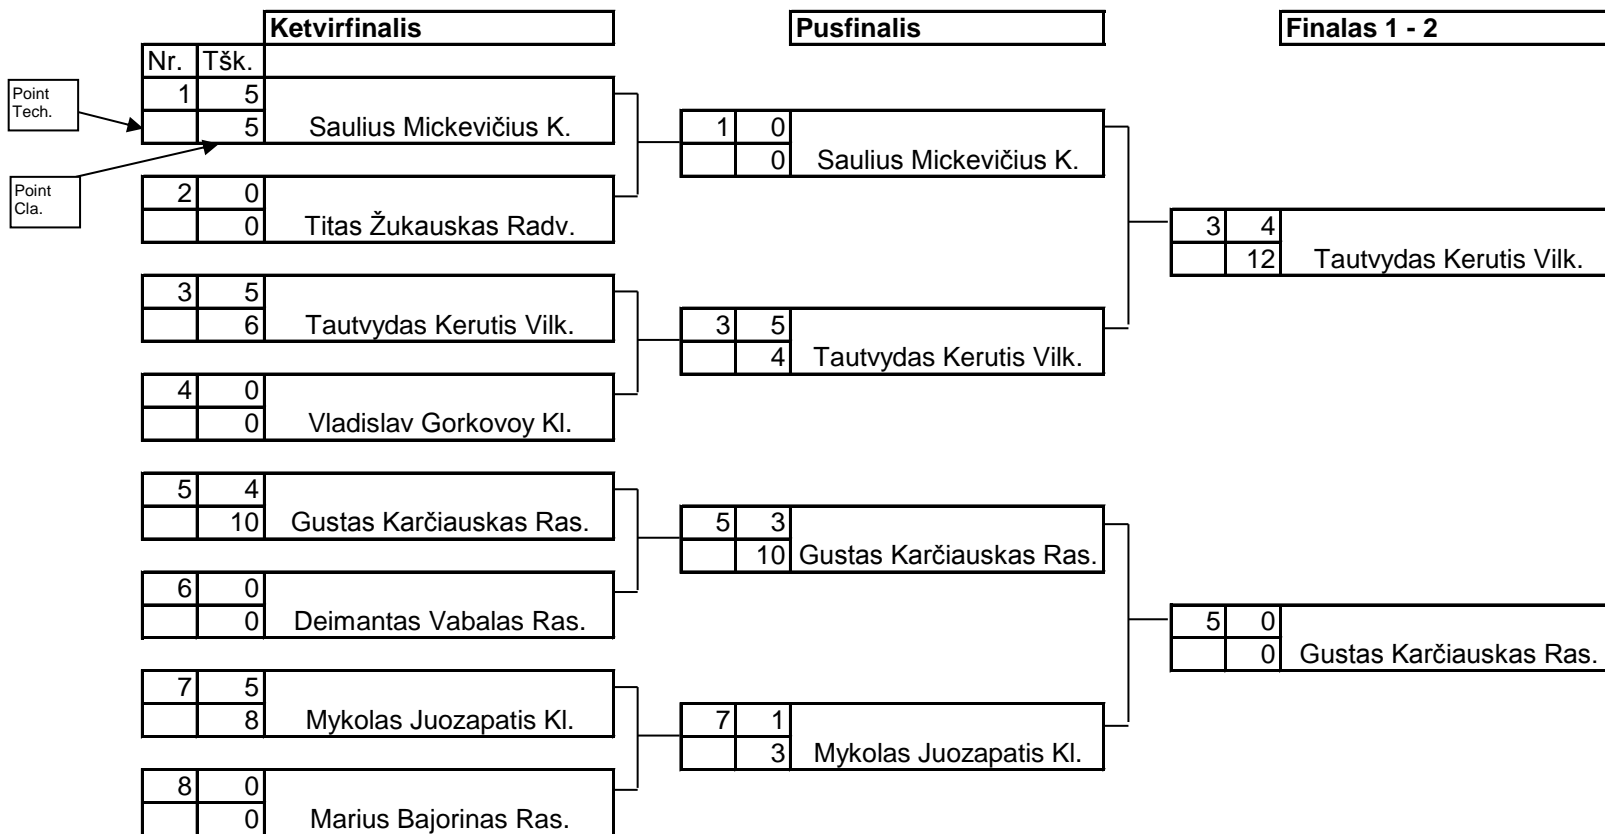 Ketvirfinalis Pusfinalis Finalas 1 - 2
Nr. Tšk.
Point Tech.
Point Cla.
1 5
5 Saulius Mickevičius K.
2 0
0 Titas Žukauskas Radv.
3 5
6 Tautvydas Kerutis Vilk.
4 0
0 Vladislav Gorkovoy Kl.
5 4
10 Gustas Karčiauskas Ras.
6 0
0 Deimantas Vabalas Ras.
7 5
8 Mykolas Juozapatis Kl.
8 0
0 Marius Bajorinas Ras.
1 0
0 Saulius Mickevičius K.
3 5
4 Tautvydas Kerutis Vilk.
5 3
10 Gustas Karčiauskas Ras.
7 1
3 Mykolas Juozapatis Kl.
3 4
12 Tautvydas Kerutis Vilk.
5 0
0 Gustas Karčiauskas Ras.